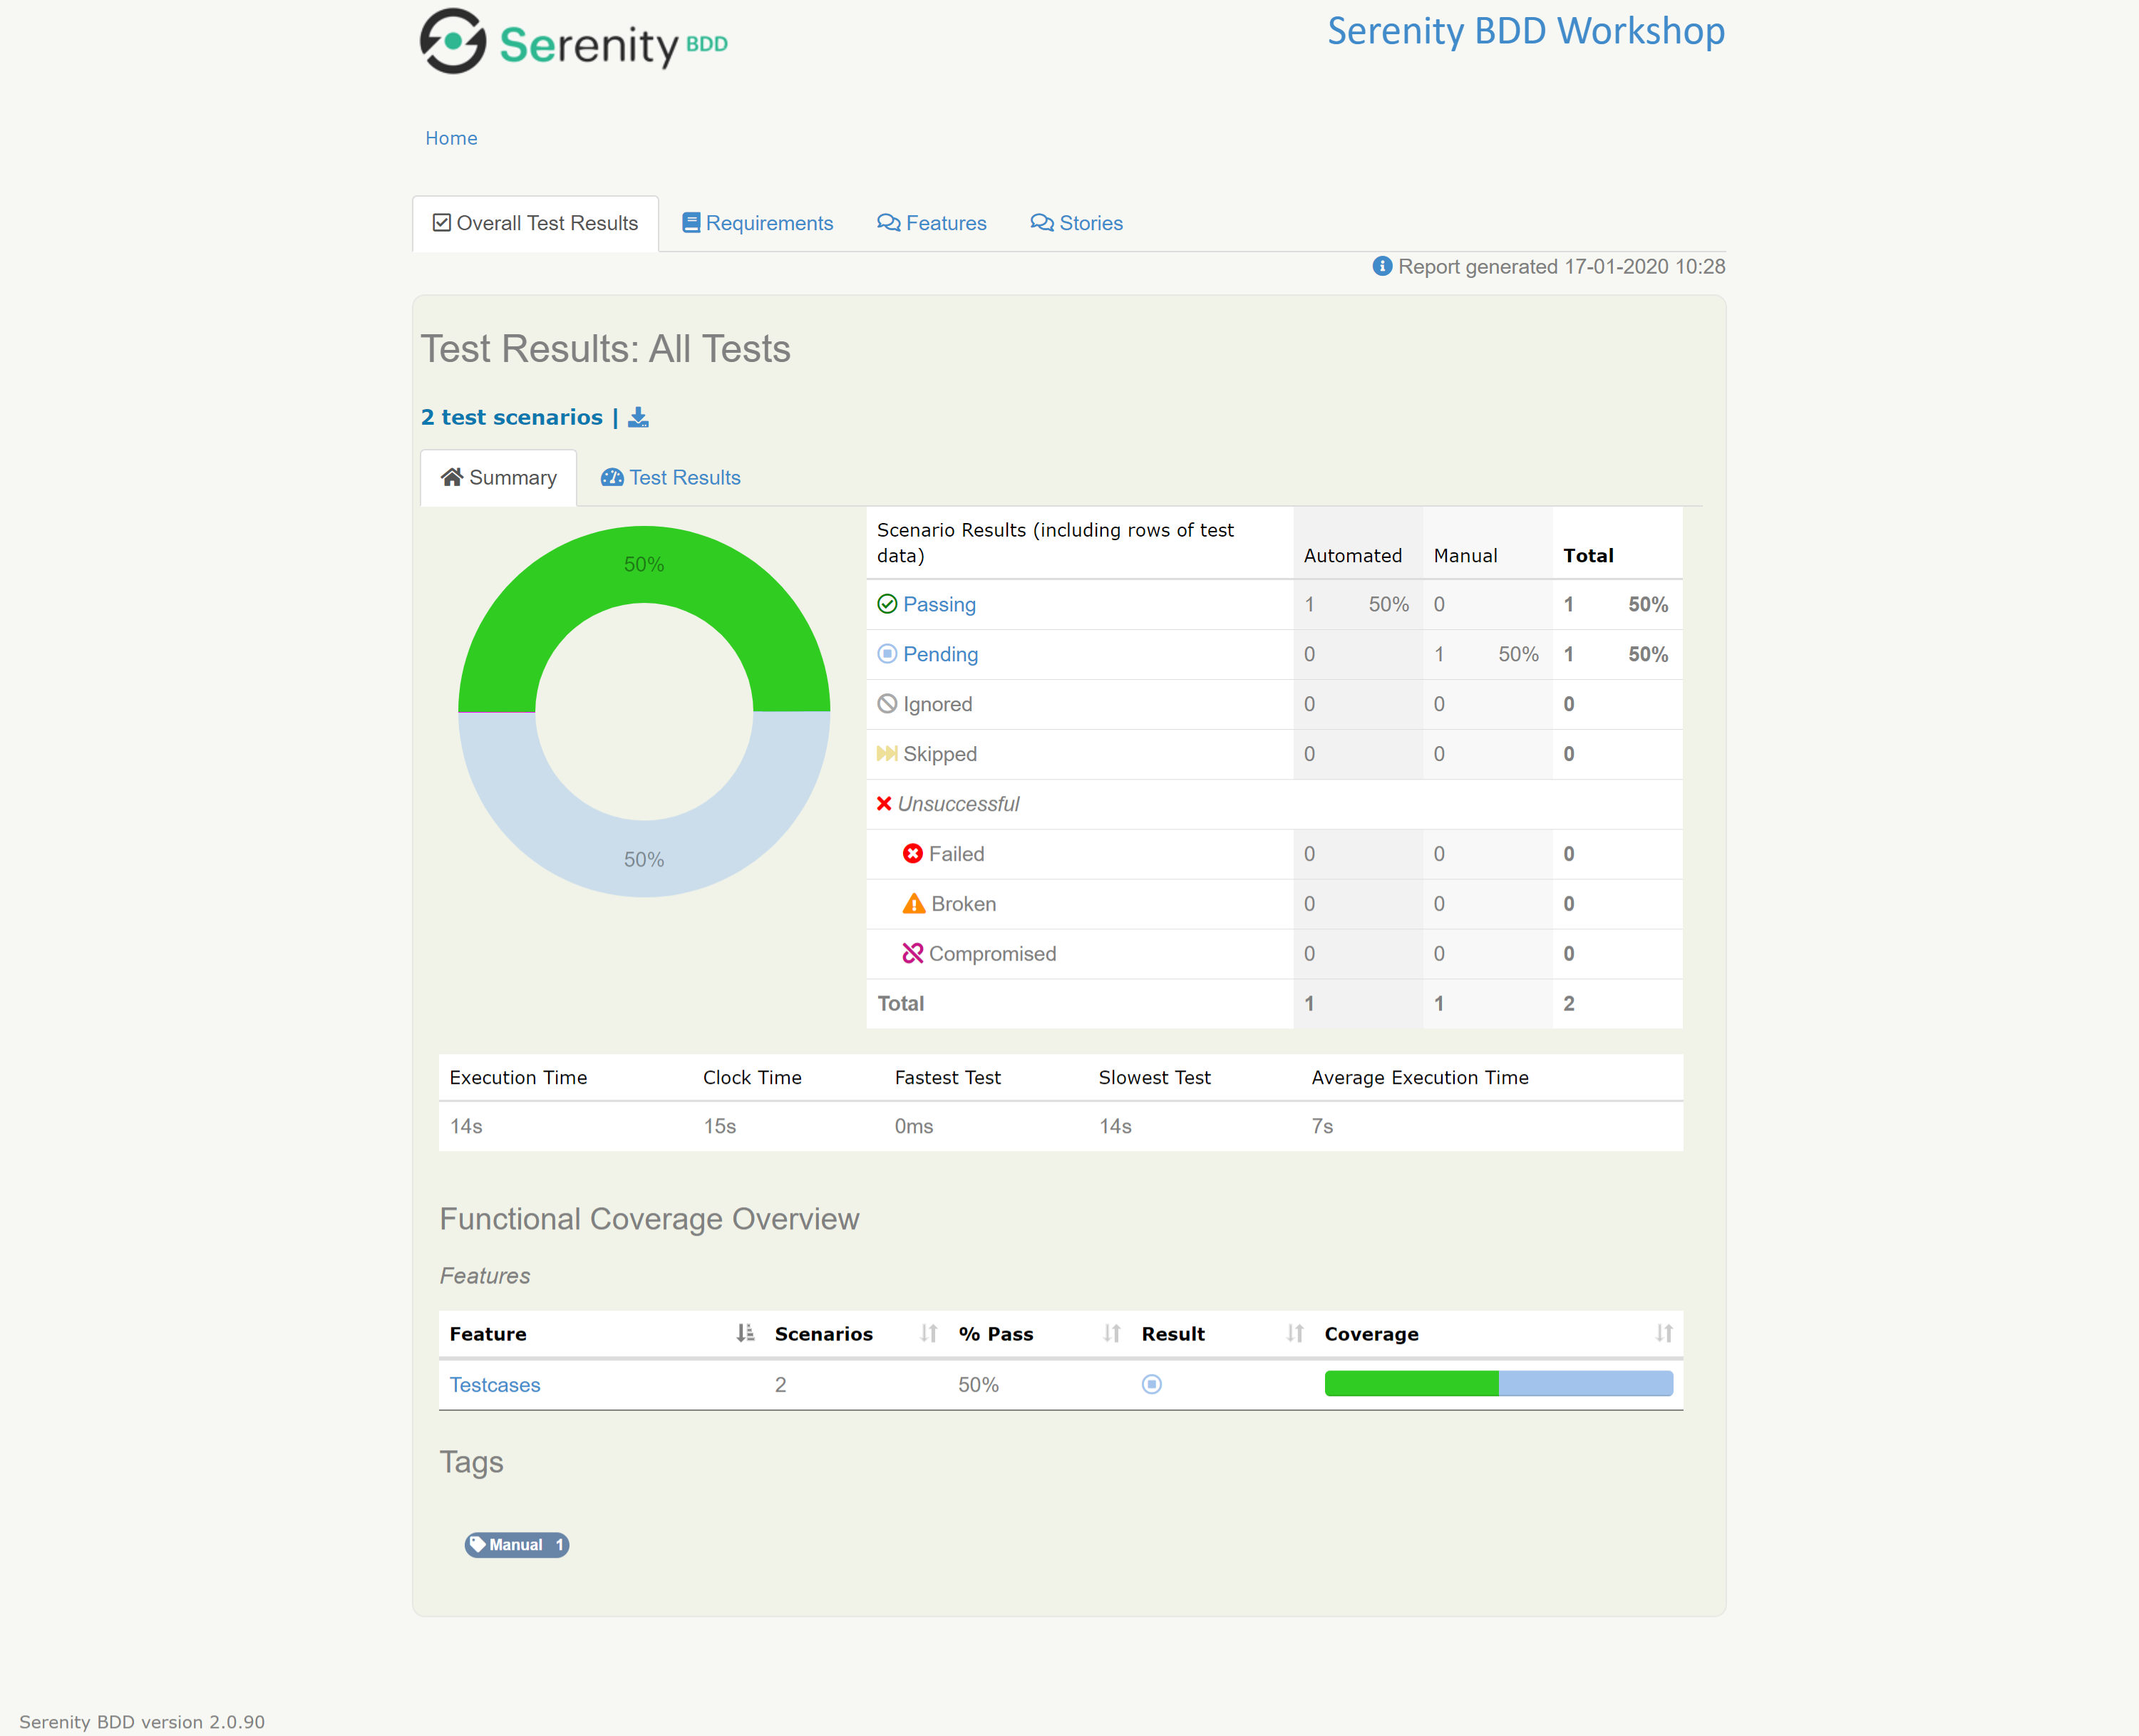 Serenity BDD
Serenity BDD Workshop
Home
Overall Test Results
Requirements
Features
Stories
Report generated 17-01-2020 10:28
Test Results: All Tests
2 test scenarios |
Summary
Test Results
50%
50%
Scenario Results (including rows of test
data) Automated Manual Total
Passing 1 50% 0 1 50%
Pending 0 1 50% 1 50%
Ignored 0 0 0
Skipped 0 0 0
Unsuccessful
Failed 0 0 0
Broken 0 0 0
Compromised 0 0 0
Total 1 1 2
Execution Time Clock Time Fastest Test Slowest Test Average Execution Time
14s 15s 0ms 14s 7s
Functional Coverage Overview
Features
Feature Scenarios % Pass Result Coverage
Testcases 2 50%
Tags
Manual 1
Serenity BDD version 2.0.90